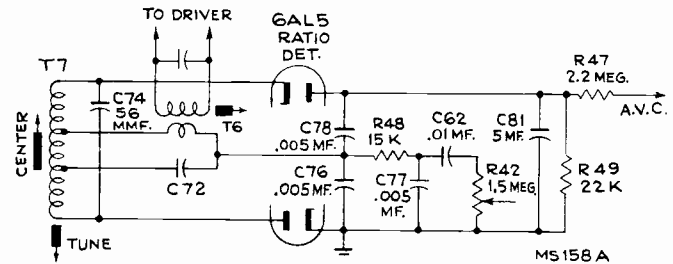 TO DRIVER
6AL5
RATIO
DET.
T7
R47
2.2 MEG.
A.V.C.
C74
56
MMF.
T6
C78
.005 MF.
R48
15 K
C62
.01 MF.
C81
5 MF.
CENTER
C72
C76
.005 MF.
C77
.005
MF.
R42
1.5 MEG.
R49
22 K
TUNE
MS158A